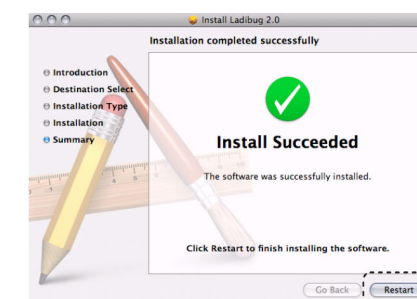 Install Ladibug 2.0
Installation completed successfully
Introduction
Destination Select
Installation Type
Installation
Summary
Install Succeeded
The software was successfully installed.
Click Restart to finish installing the software.
Go Back
Restart